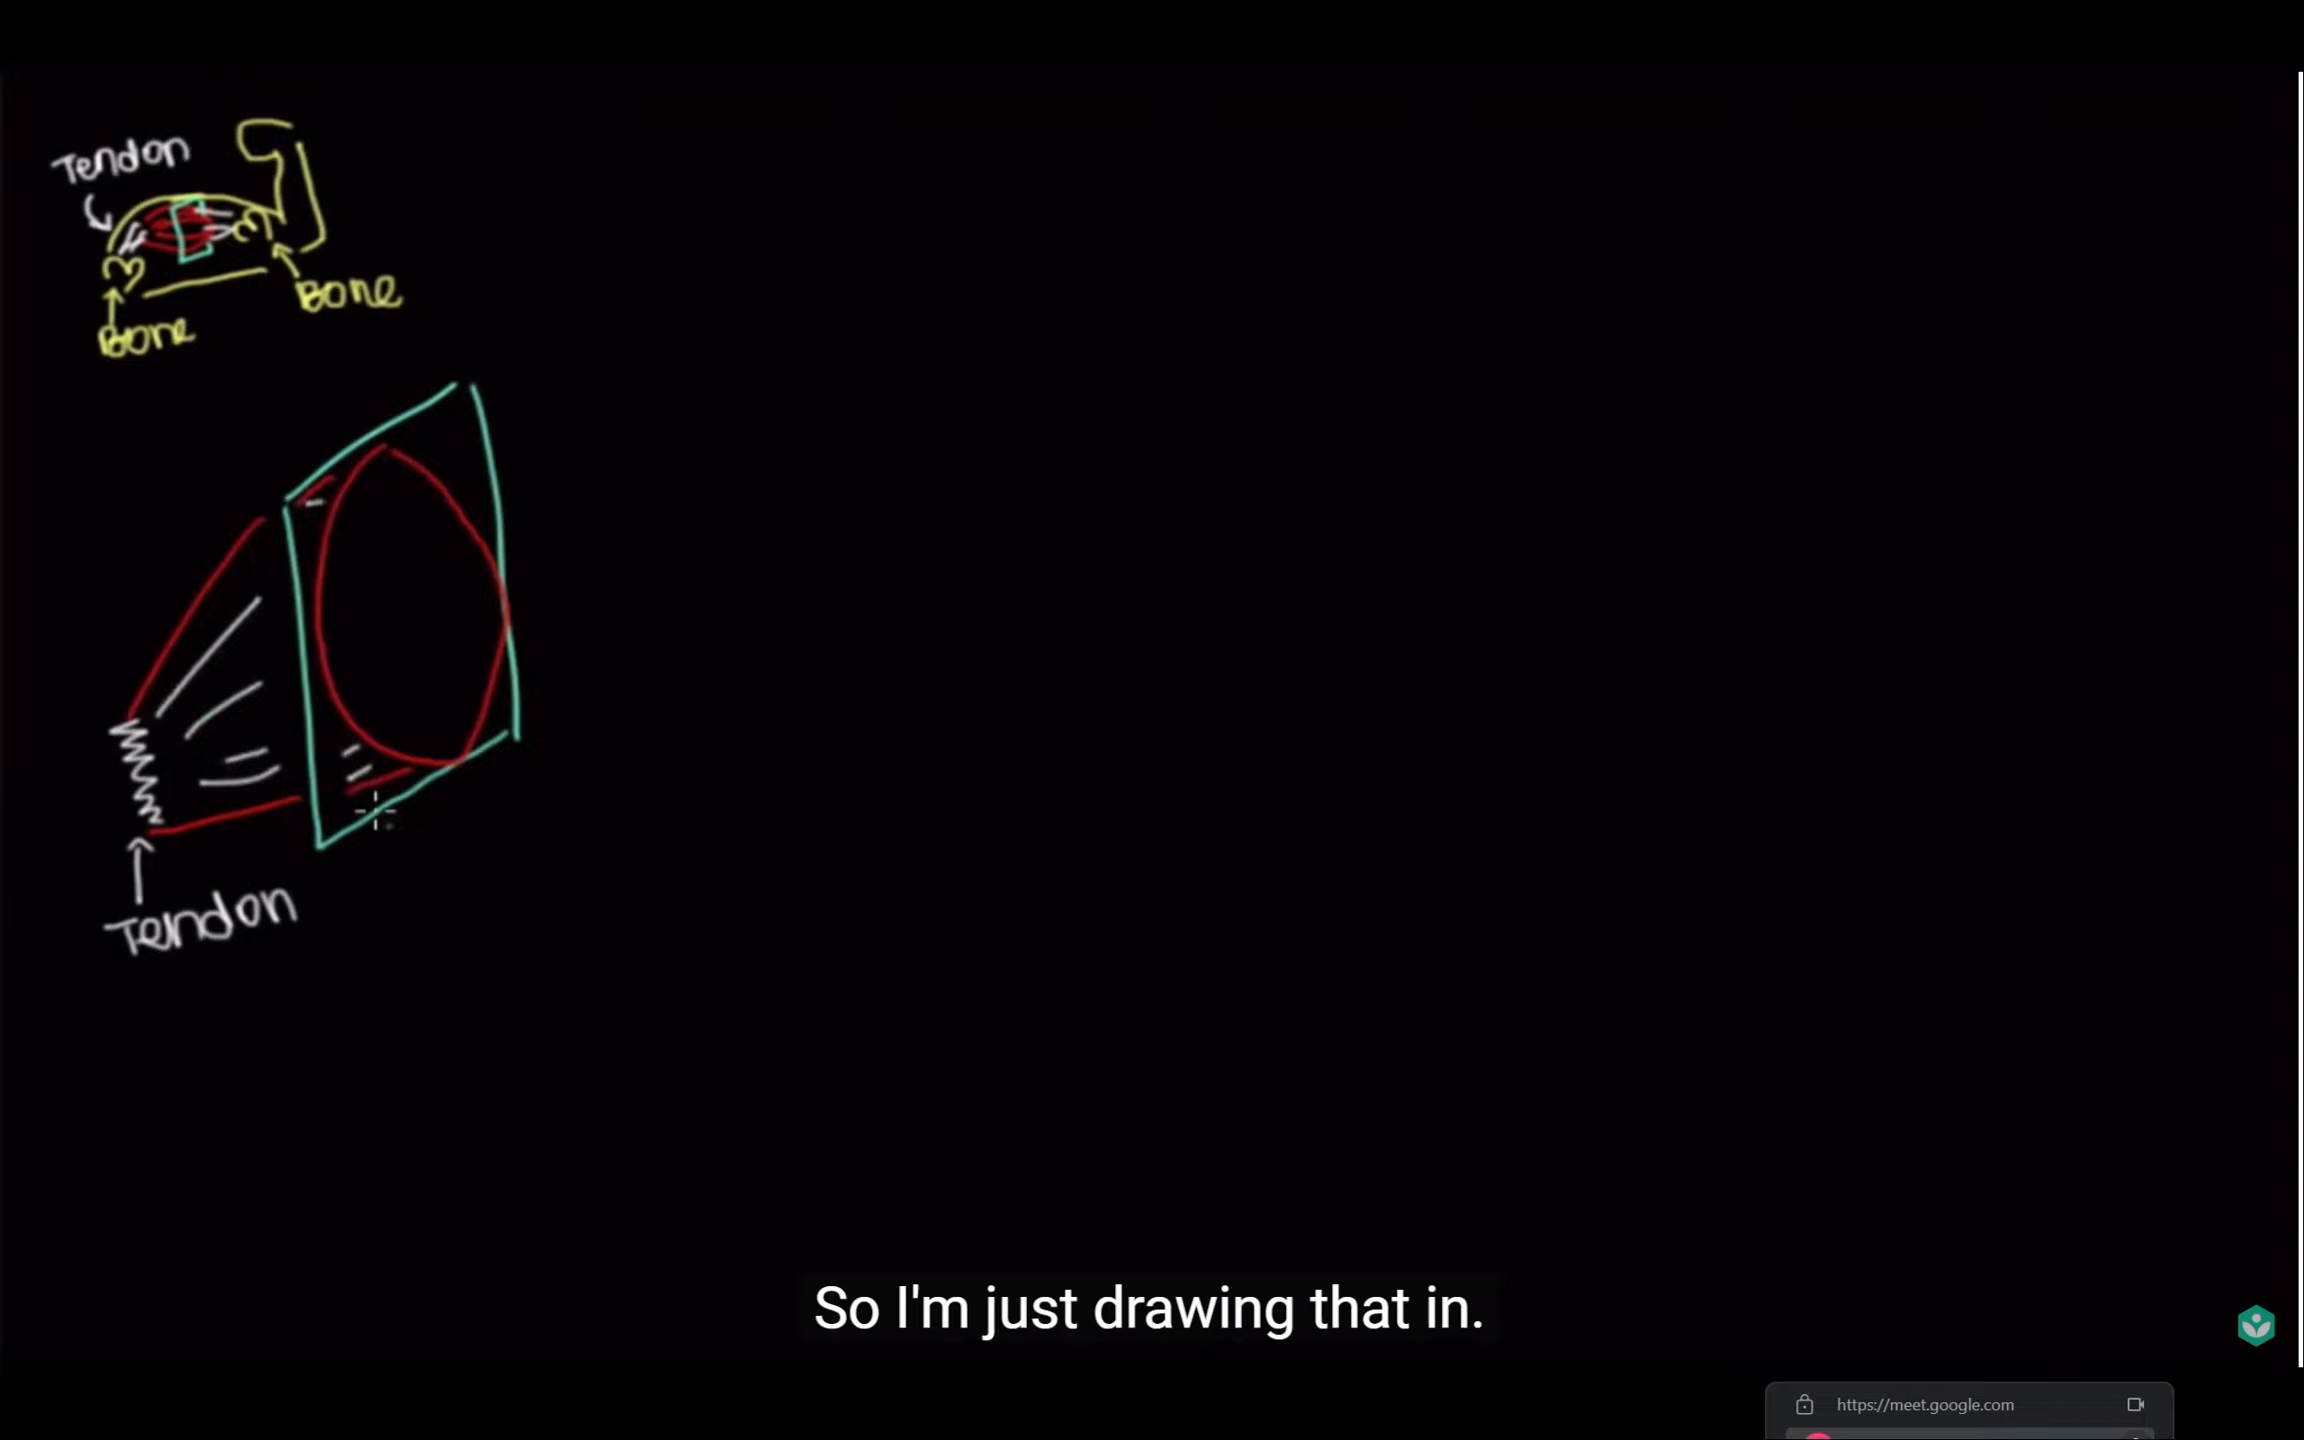 Tendon
Bone
Bone
Tendon
So I'm just drawing that in.
https://meet.google.com